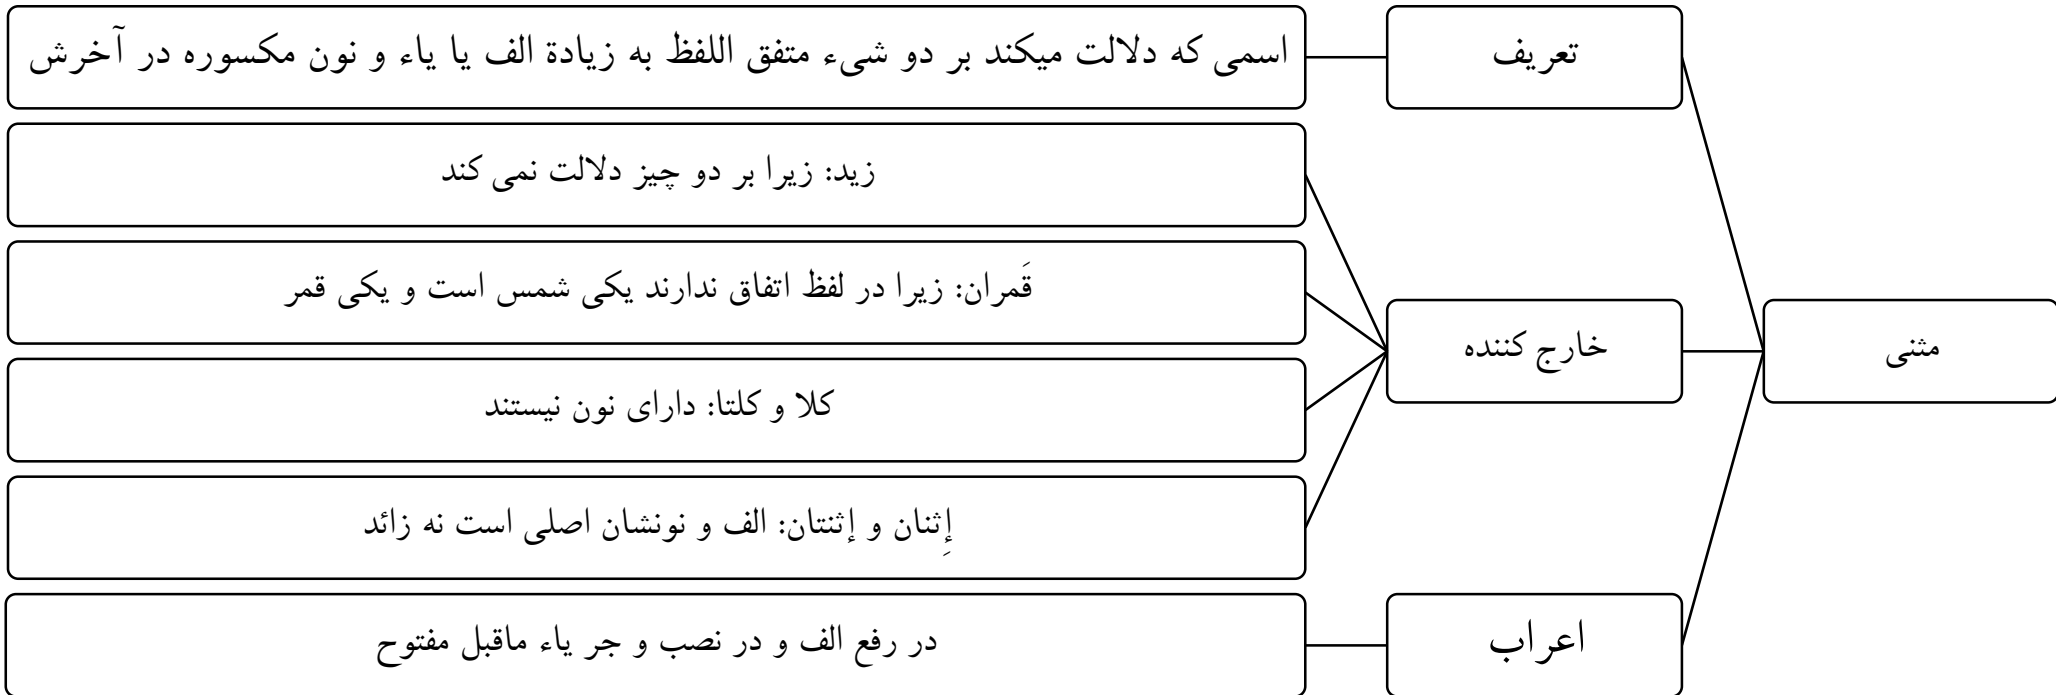 مثنی
تعریف
اسمی که دلالت میکند بر دو شیء متفق اللفظ به زیادة الف یا یاء و نون مکسوره در آخرش
خارج کننده
زید: زیرا بر دو چیز دلالت نمی کند
قَمران: زیرا در لفظ اتفاق ندارند یکی شمس است و یکی قمر
کلا و کلتا: دارای نون نیستند
إِثنان و إثنتان: الف و نونشان اصلی است نه زائد
اعراب
در رفع الف و در نصب و جر یاء ماقبل مفتوح